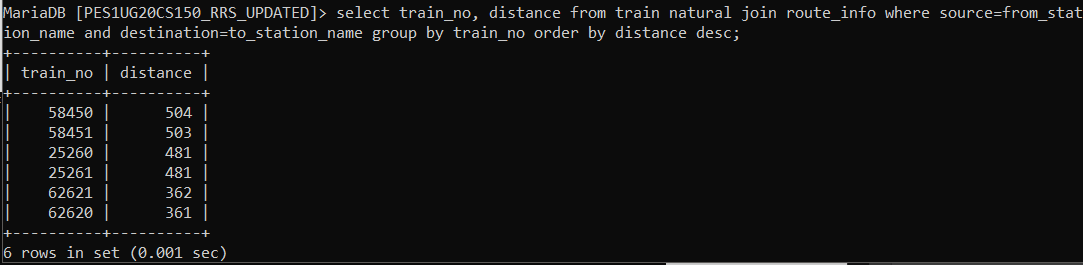 MariaDB [PES1UG20CS150_RRS_UPDATED]> select train_no, distance from train natural join route_info where source=from_stat
ion_name and destination=to_station_name group by train_no order by distance desc;
+----------+----------+
| train_no | distance |
+----------+----------+
|    58450 |      504 |
|    58451 |      503 |
|    25260 |      481 |
|    25261 |      481 |
|    62621 |      362 |
|    62620 |      361 |
+----------+----------+
6 rows in set (0.001 sec)